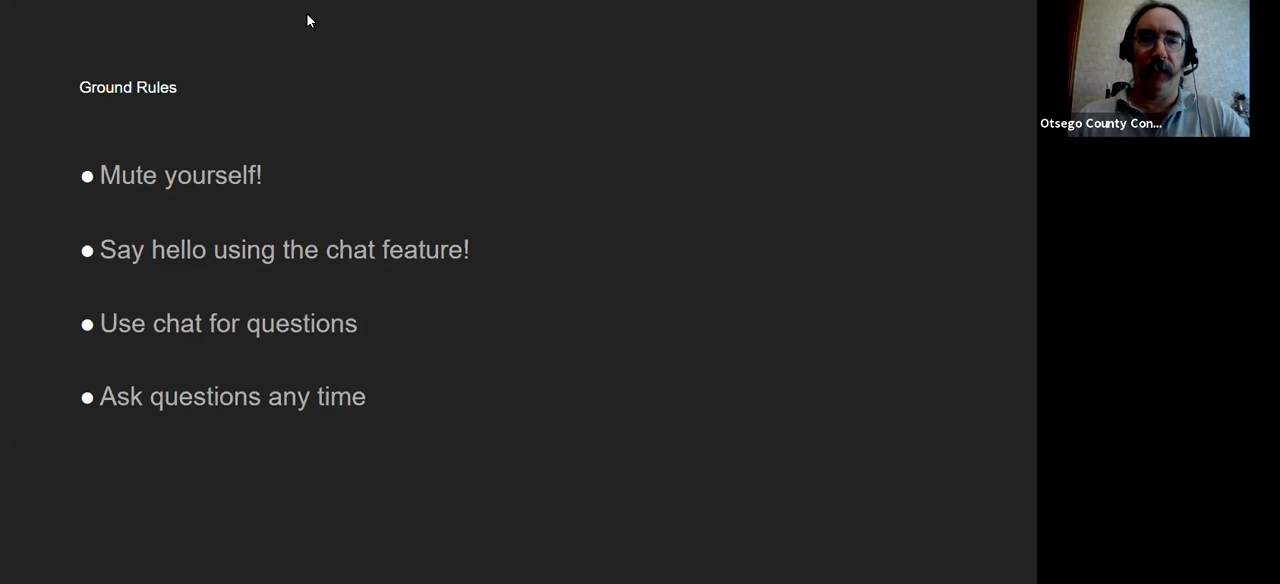 Ground Rules
● Mute yourself!
● Say hello using the chat feature!
● Use chat for questions
● Ask questions any time
Otsego County Con...